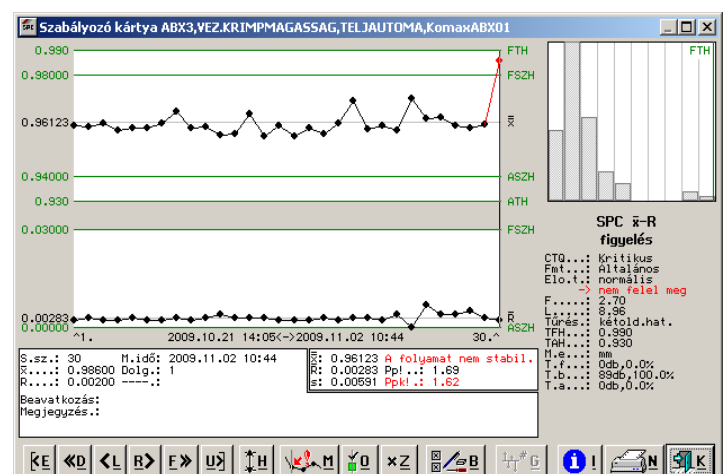 Szabályozó kártya ABX3,VEZ.KRIMPMAGASSAG,TELJAUTOMA,KomaxABX01
0.990 FTH
0.98000 FSZH
0.96123 x̿
0.94000 ASZH
0.930 ATH
0.03000 FSZH
0.00283 R̄
0.00000 ASZH
^1. 2009.10.21 14:05<->2009.11.02 10:44 30.^
FTH
SPC x̄-R
figyelés
CTQ...: Kritikus
Fmt...: Általános
Elo.t.: normális
-> nem felel meg
F.....: 2.70
L.....: 8.96
Tűrés.: kétold.hat.
TFH...: 0.990
TAH...: 0.930
M.e...: mm
T.f...: 0db,0.0%
T.b...: 89db,100.0%
T.a...: 0db,0.0%
S.sz.: 30 M.idő: 2009.11.02 10:44
x̄....: 0.98600 Dolg.: 1
R....: 0.00200 ----.:
x̿: 0.96123 A folyamat nem stabil.
R̄: 0.00283 Pp!..: 1.69
s: 0.00591 Ppk!.: 1.62
Beavatkozás:
Megjegyzés.:
KE «D <L R> F» UÞ H M O ×Z B # G I N K